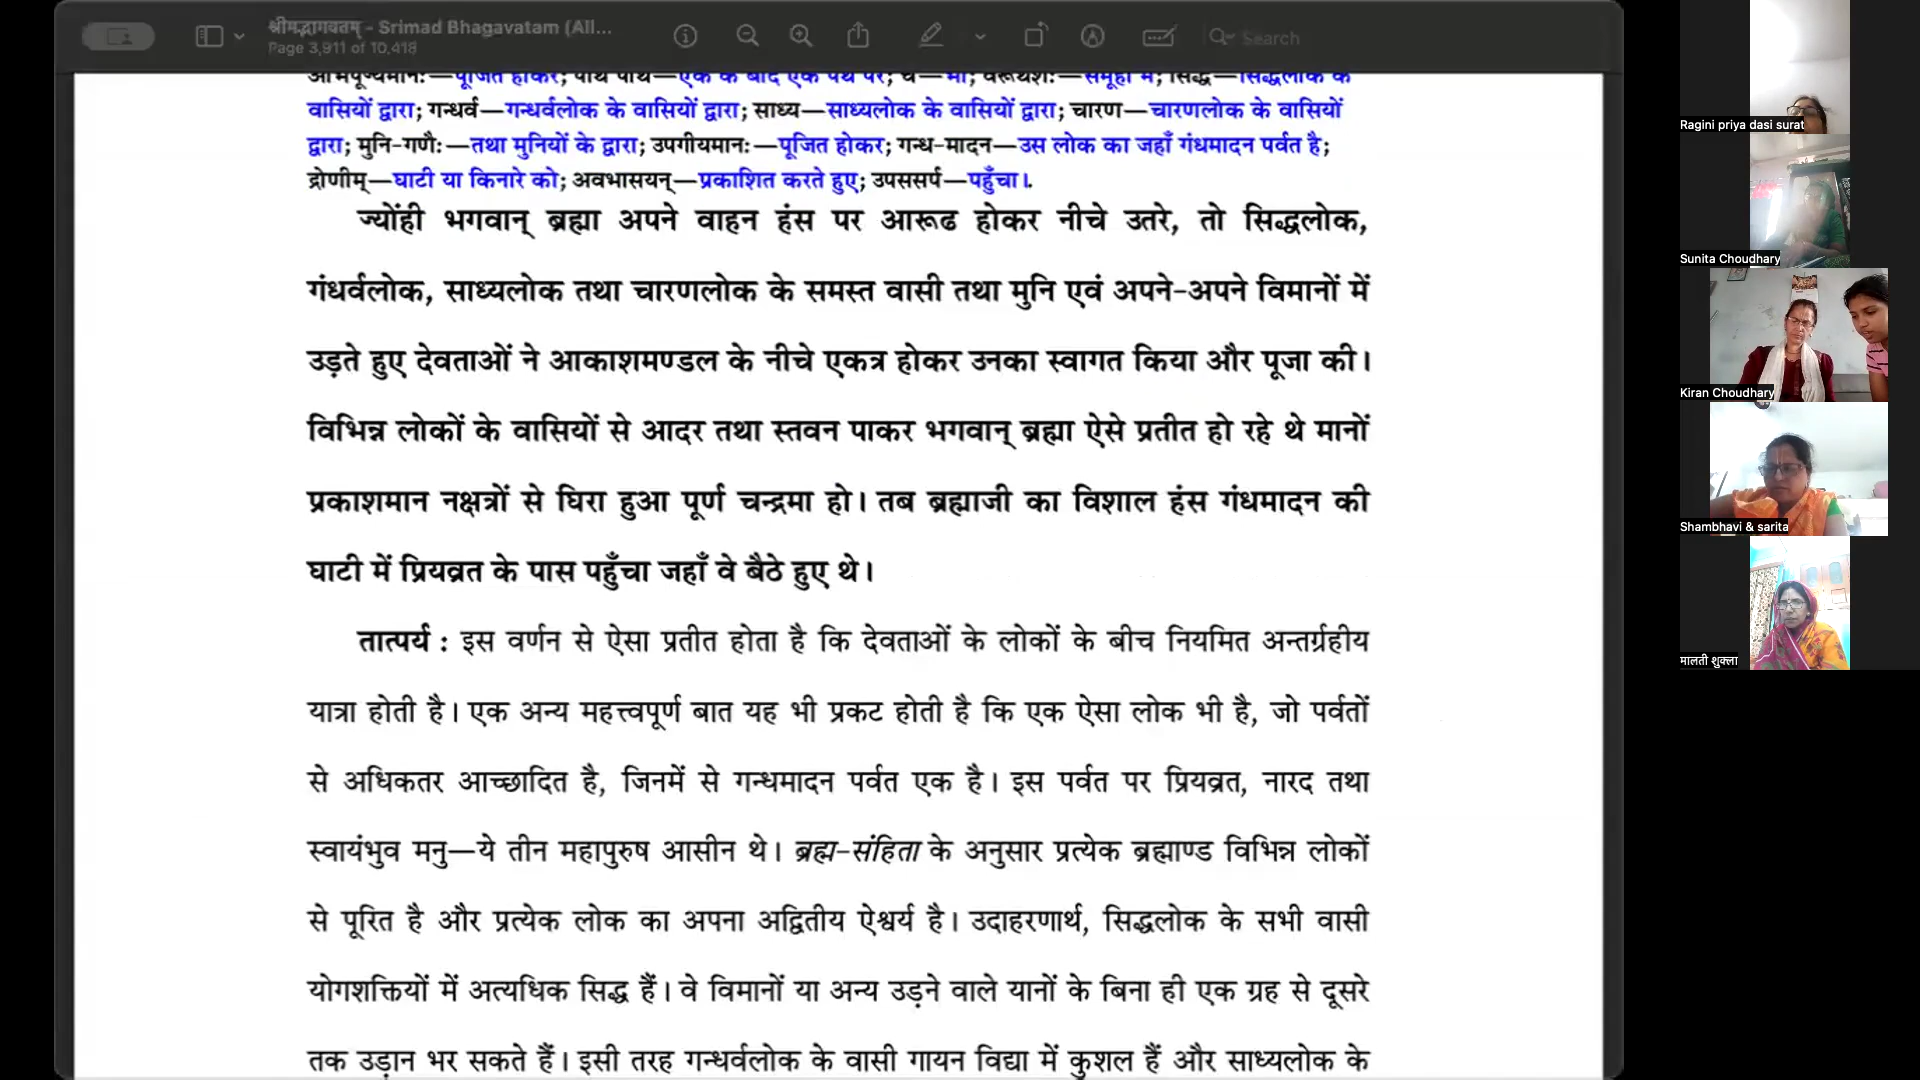 श्रीमद्भागवतम् - Srimad Bhagavatam (All...
Page 3,911 of 10,418
Search
वासियों द्वारा; गन्धर्व—गन्धर्वलोक के वासियों द्वारा; साध्य—साध्यलोक के वासियों द्वारा; चारण—चारणलोक के वासियों
द्वारा; मुनि-गणैः—तथा मुनियों के द्वारा; उपगीयमानः—पूजित होकर; गन्ध-मादन—उस लोक का जहाँ गंधमादन पर्वत है;
द्रोणीम्—घाटी या किनारे को; अवभासयन्—प्रकाशित करते हुए; उपससर्प—पहुँचा।.
ज्योंही भगवान् ब्रह्मा अपने वाहन हंस पर आरूढ होकर नीचे उतरे, तो सिद्धलोक,
गंधर्वलोक, साध्यलोक तथा चारणलोक के समस्त वासी तथा मुनि एवं अपने-अपने विमानों में
उड़ते हुए देवताओं ने आकाशमण्डल के नीचे एकत्र होकर उनका स्वागत किया और पूजा की।
विभिन्न लोकों के वासियों से आदर तथा स्तवन पाकर भगवान् ब्रह्मा ऐसे प्रतीत हो रहे थे मानों
प्रकाशमान नक्षत्रों से घिरा हुआ पूर्ण चन्द्रमा हो। तब ब्रह्माजी का विशाल हंस गंधमादन की
घाटी में प्रियव्रत के पास पहुँचा जहाँ वे बैठे हुए थे।
तात्पर्य : इस वर्णन से ऐसा प्रतीत होता है कि देवताओं के लोकों के बीच नियमित अन्तर्ग्रहीय
यात्रा होती है। एक अन्य महत्त्वपूर्ण बात यह भी प्रकट होती है कि एक ऐसा लोक भी है, जो पर्वतों
से अधिकतर आच्छादित है, जिनमें से गन्धमादन पर्वत एक है। इस पर्वत पर प्रियव्रत, नारद तथा
स्वायंभुव मनु—ये तीन महापुरुष आसीन थे। ब्रह्म-संहिता के अनुसार प्रत्येक ब्रह्माण्ड विभिन्न लोकों
से पूरित है और प्रत्येक लोक का अपना अद्वितीय ऐश्वर्य है। उदाहरणार्थ, सिद्धलोक के सभी वासी
योगशक्तियों में अत्यधिक सिद्ध हैं। वे विमानों या अन्य उड़ने वाले यानों के बिना ही एक ग्रह से दूसरे
तक उड़ान भर सकते हैं। इसी तरह गन्धर्वलोक के वासी गायन विद्या में कुशल हैं और साध्यलोक के
Ragini priya dasi surat
Sunita Choudhary
Kiran Choudhary
Shambhavi & sarita
मालती शुक्ला